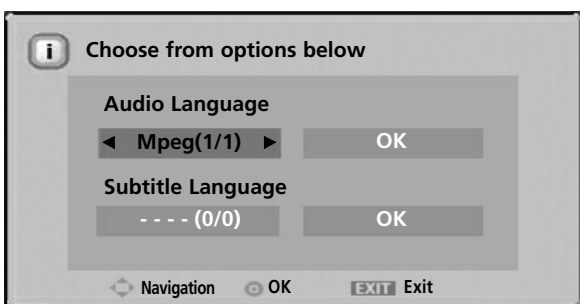 i Choose from options below
Audio Language
◄ Mpeg(1/1) ► OK
Subtitle Language
- - - - (0/0) OK
Navigation OK EXIT Exit